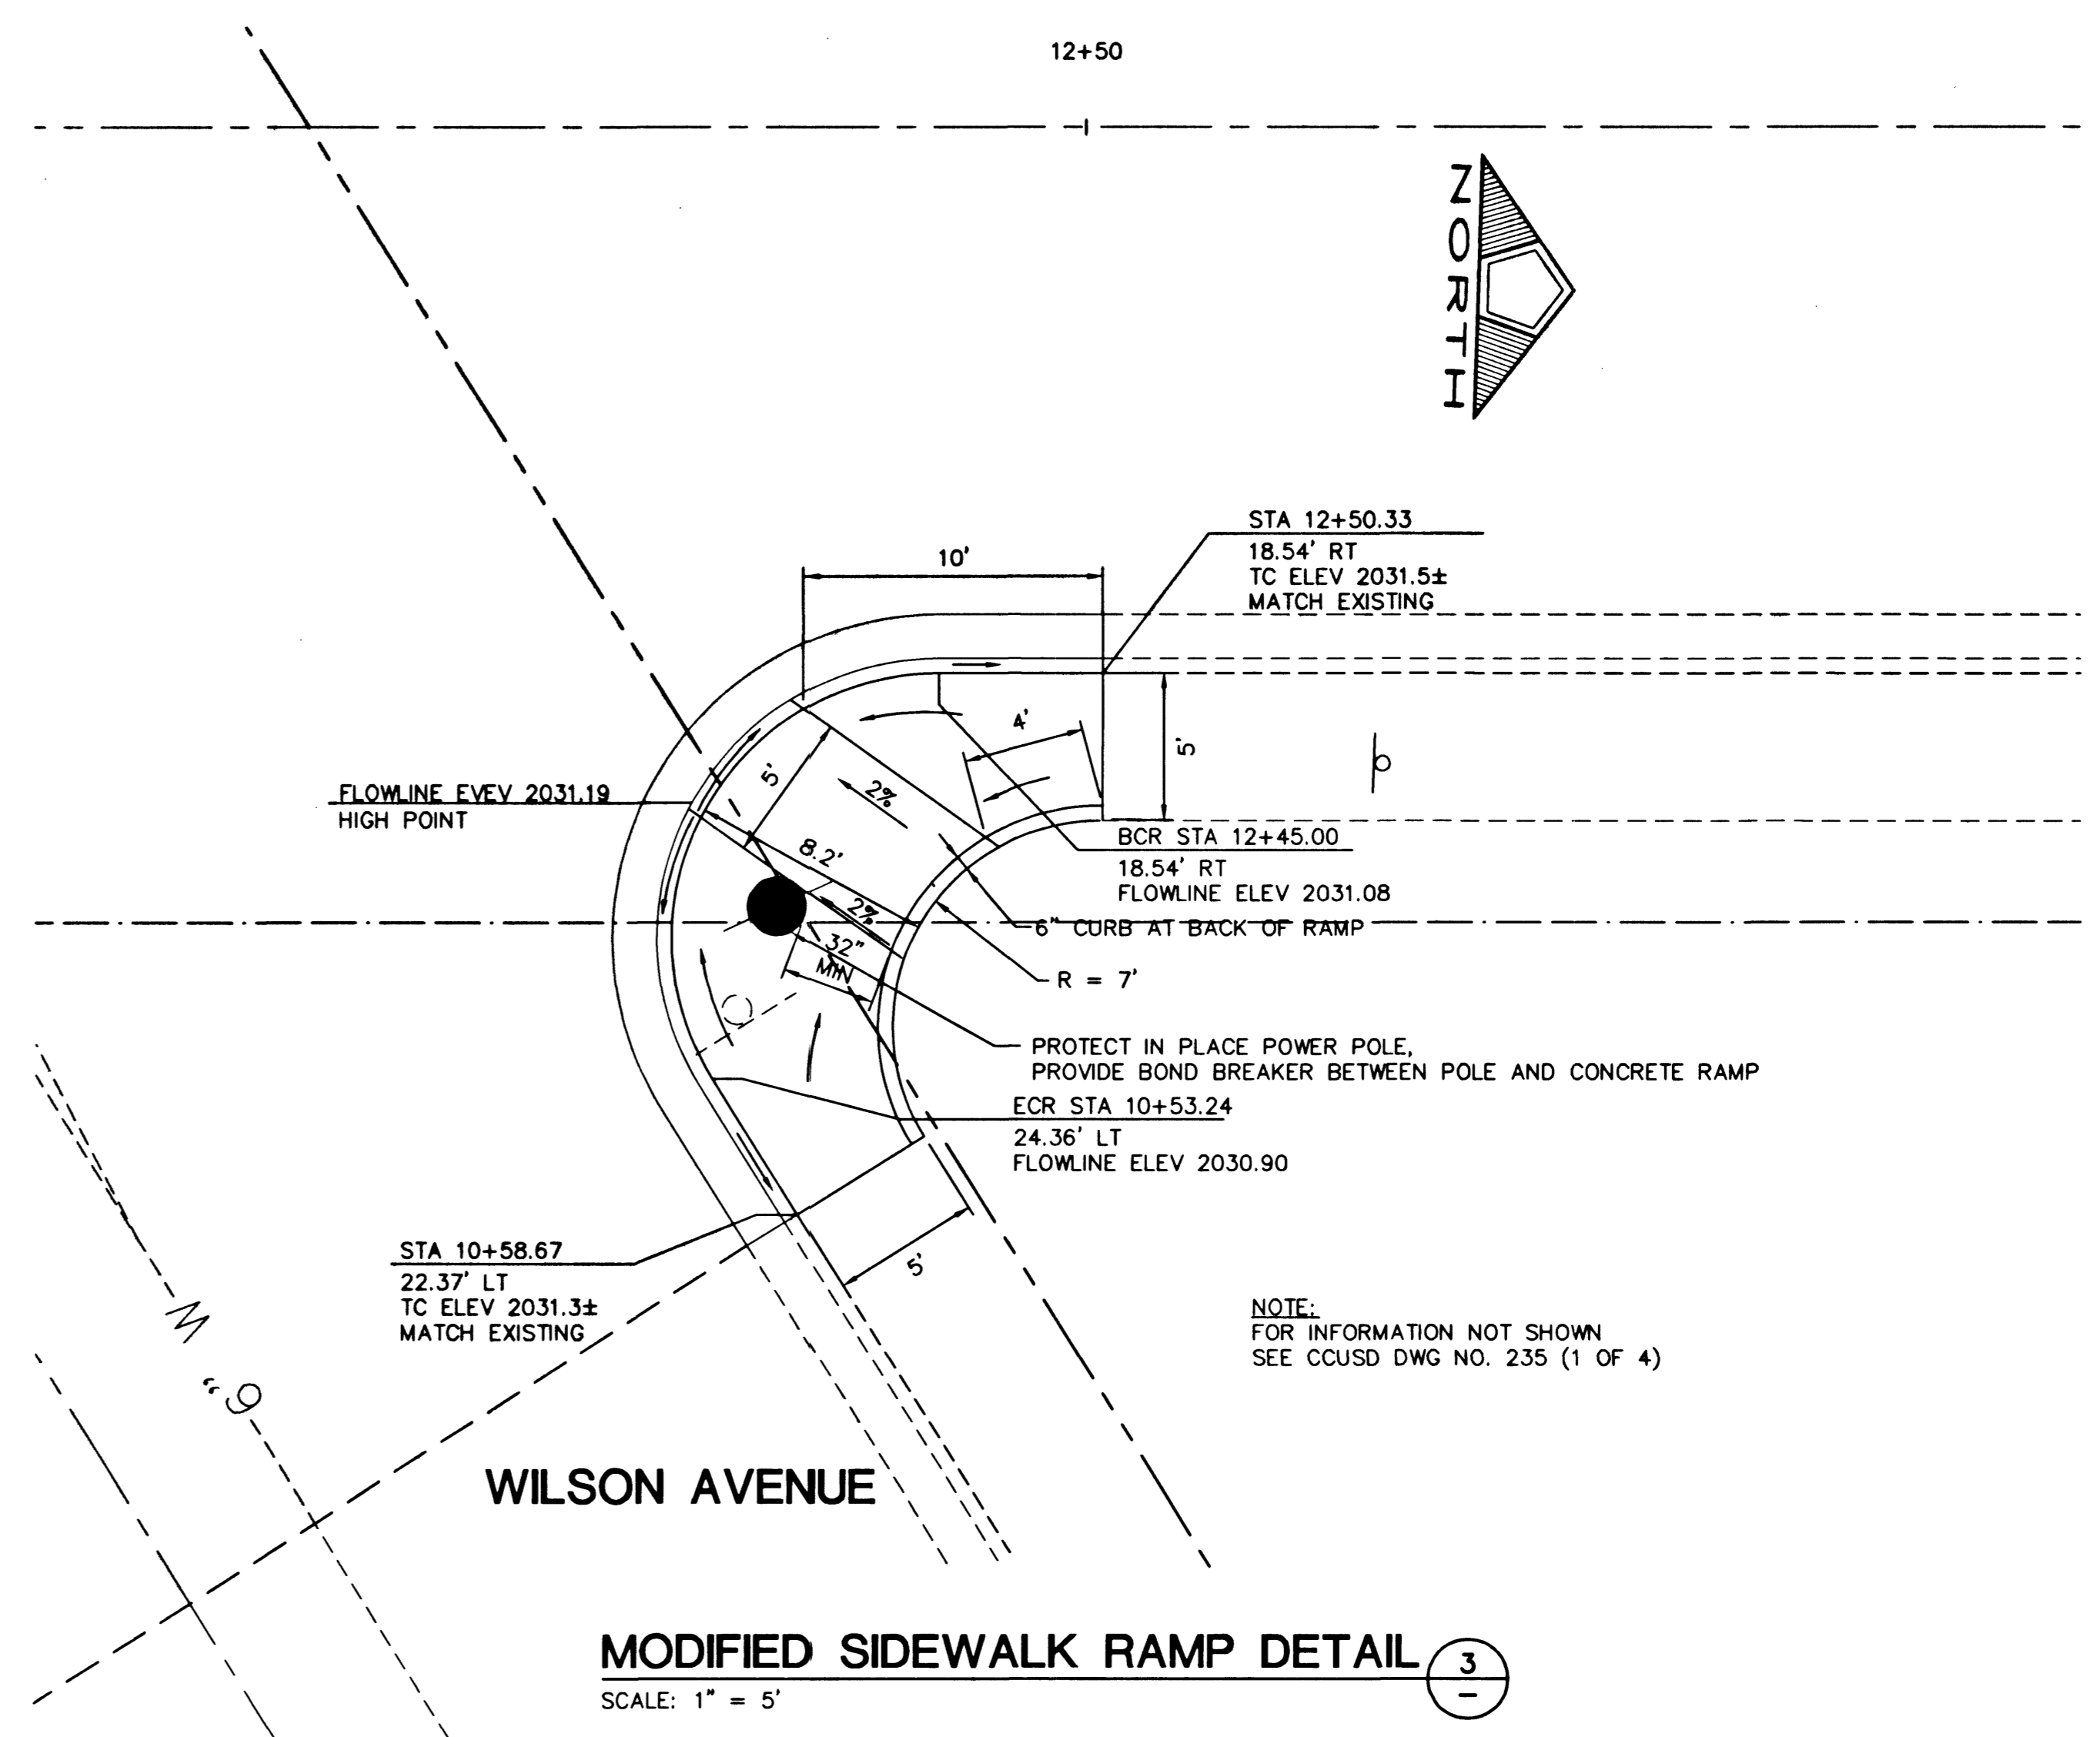 12+50
NORTH
STA 12+50.33
18.54' RT
TC ELEV 2031.5±
MATCH EXISTING
10'
4'
5'
5'
2%
FLOWLINE EVEV 2031.19
HIGH POINT
8.2'
2%
32"
MIN
BCR STA 12+45.00
18.54' RT
FLOWLINE ELEV 2031.08
6" CURB AT BACK OF RAMP
R = 7'
PROTECT IN PLACE POWER POLE,
PROVIDE BOND BREAKER BETWEEN POLE AND CONCRETE RAMP
ECR STA 10+53.24
24.36' LT
FLOWLINE ELEV 2030.90
STA 10+58.67
22.37' LT
TC ELEV 2031.3±
MATCH EXISTING
5'
NOTE:
FOR INFORMATION NOT SHOWN
SEE CCUSD DWG NO. 235 (1 OF 4)
6" W
WILSON AVENUE
MODIFIED SIDEWALK RAMP DETAIL
3
–
SCALE: 1" = 5'